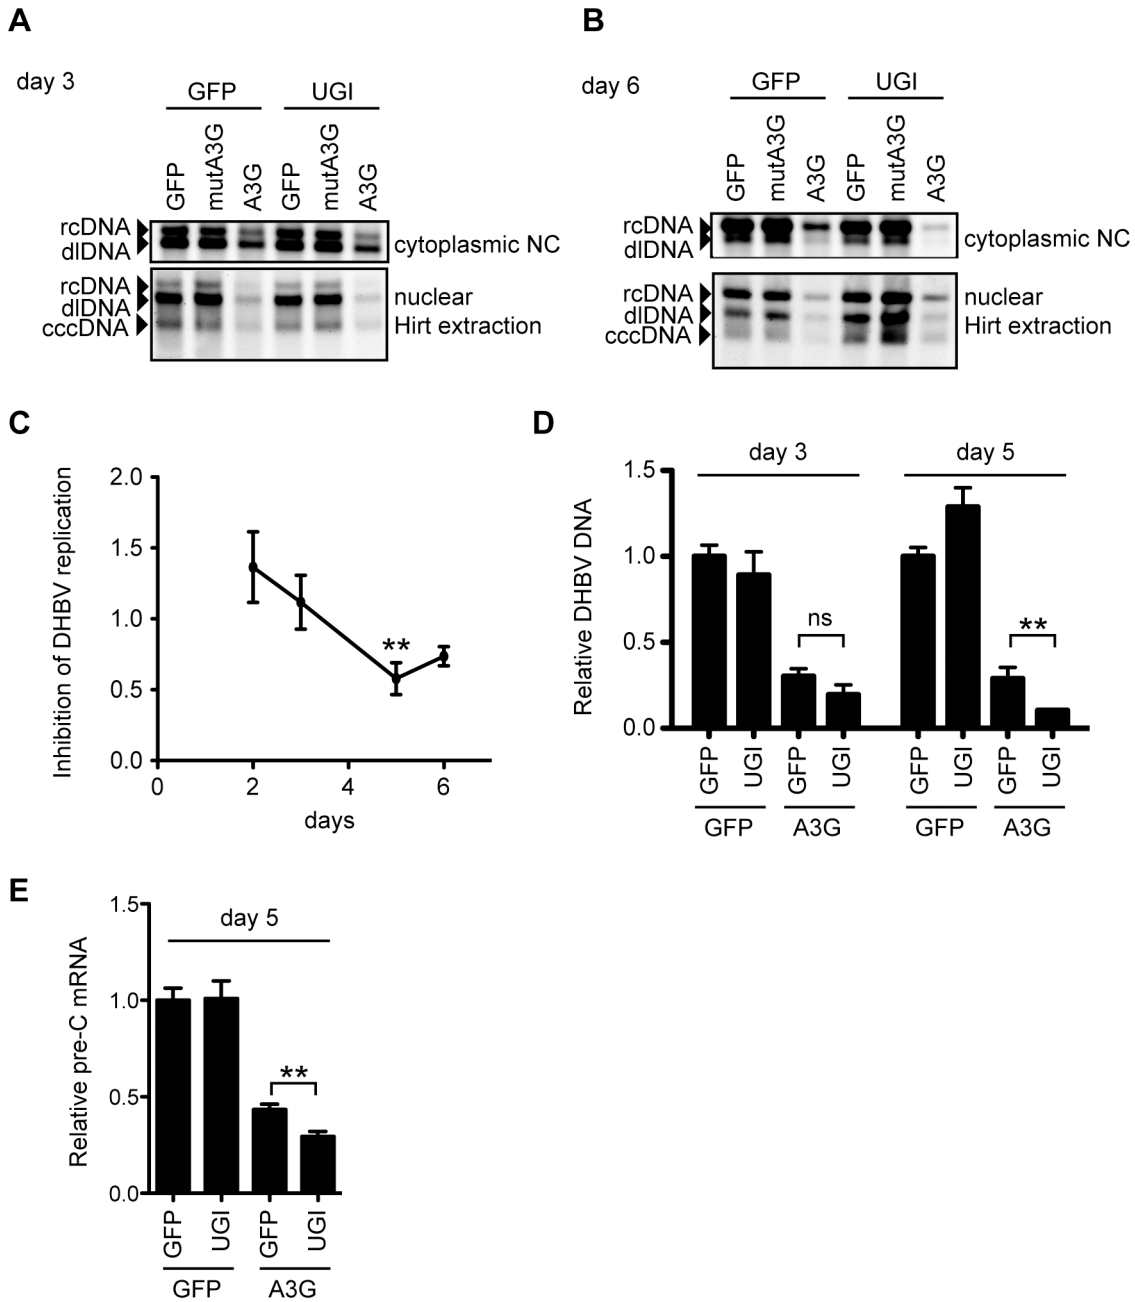 A
day 3
GFP UGI
GFP mutA3G A3G GFP mutA3G A3G
rcDNA
dlDNA
cytoplasmic NC
rcDNA
dlDNA
cccDNA
nuclear
Hirt extraction
B
day 6
GFP UGI
GFP mutA3G A3G GFP mutA3G A3G
rcDNA
dlDNA
cytoplasmic NC
rcDNA
dlDNA
cccDNA
nuclear
Hirt extraction
C
Inhibition of DHBV replication
2.0
1.5
1.0
0.5
0.0
**
0 2 4 6
days
D
Relative DHBV DNA
1.5
1.0
0.5
0.0
day 3 day 5
ns **
GFP UGI GFP UGI GFP UGI GFP UGI
GFP A3G GFP A3G
E
Relative pre-C mRNA
1.5
1.0
0.5
0.0
day 5
**
GFP UGI GFP UGI
GFP A3G